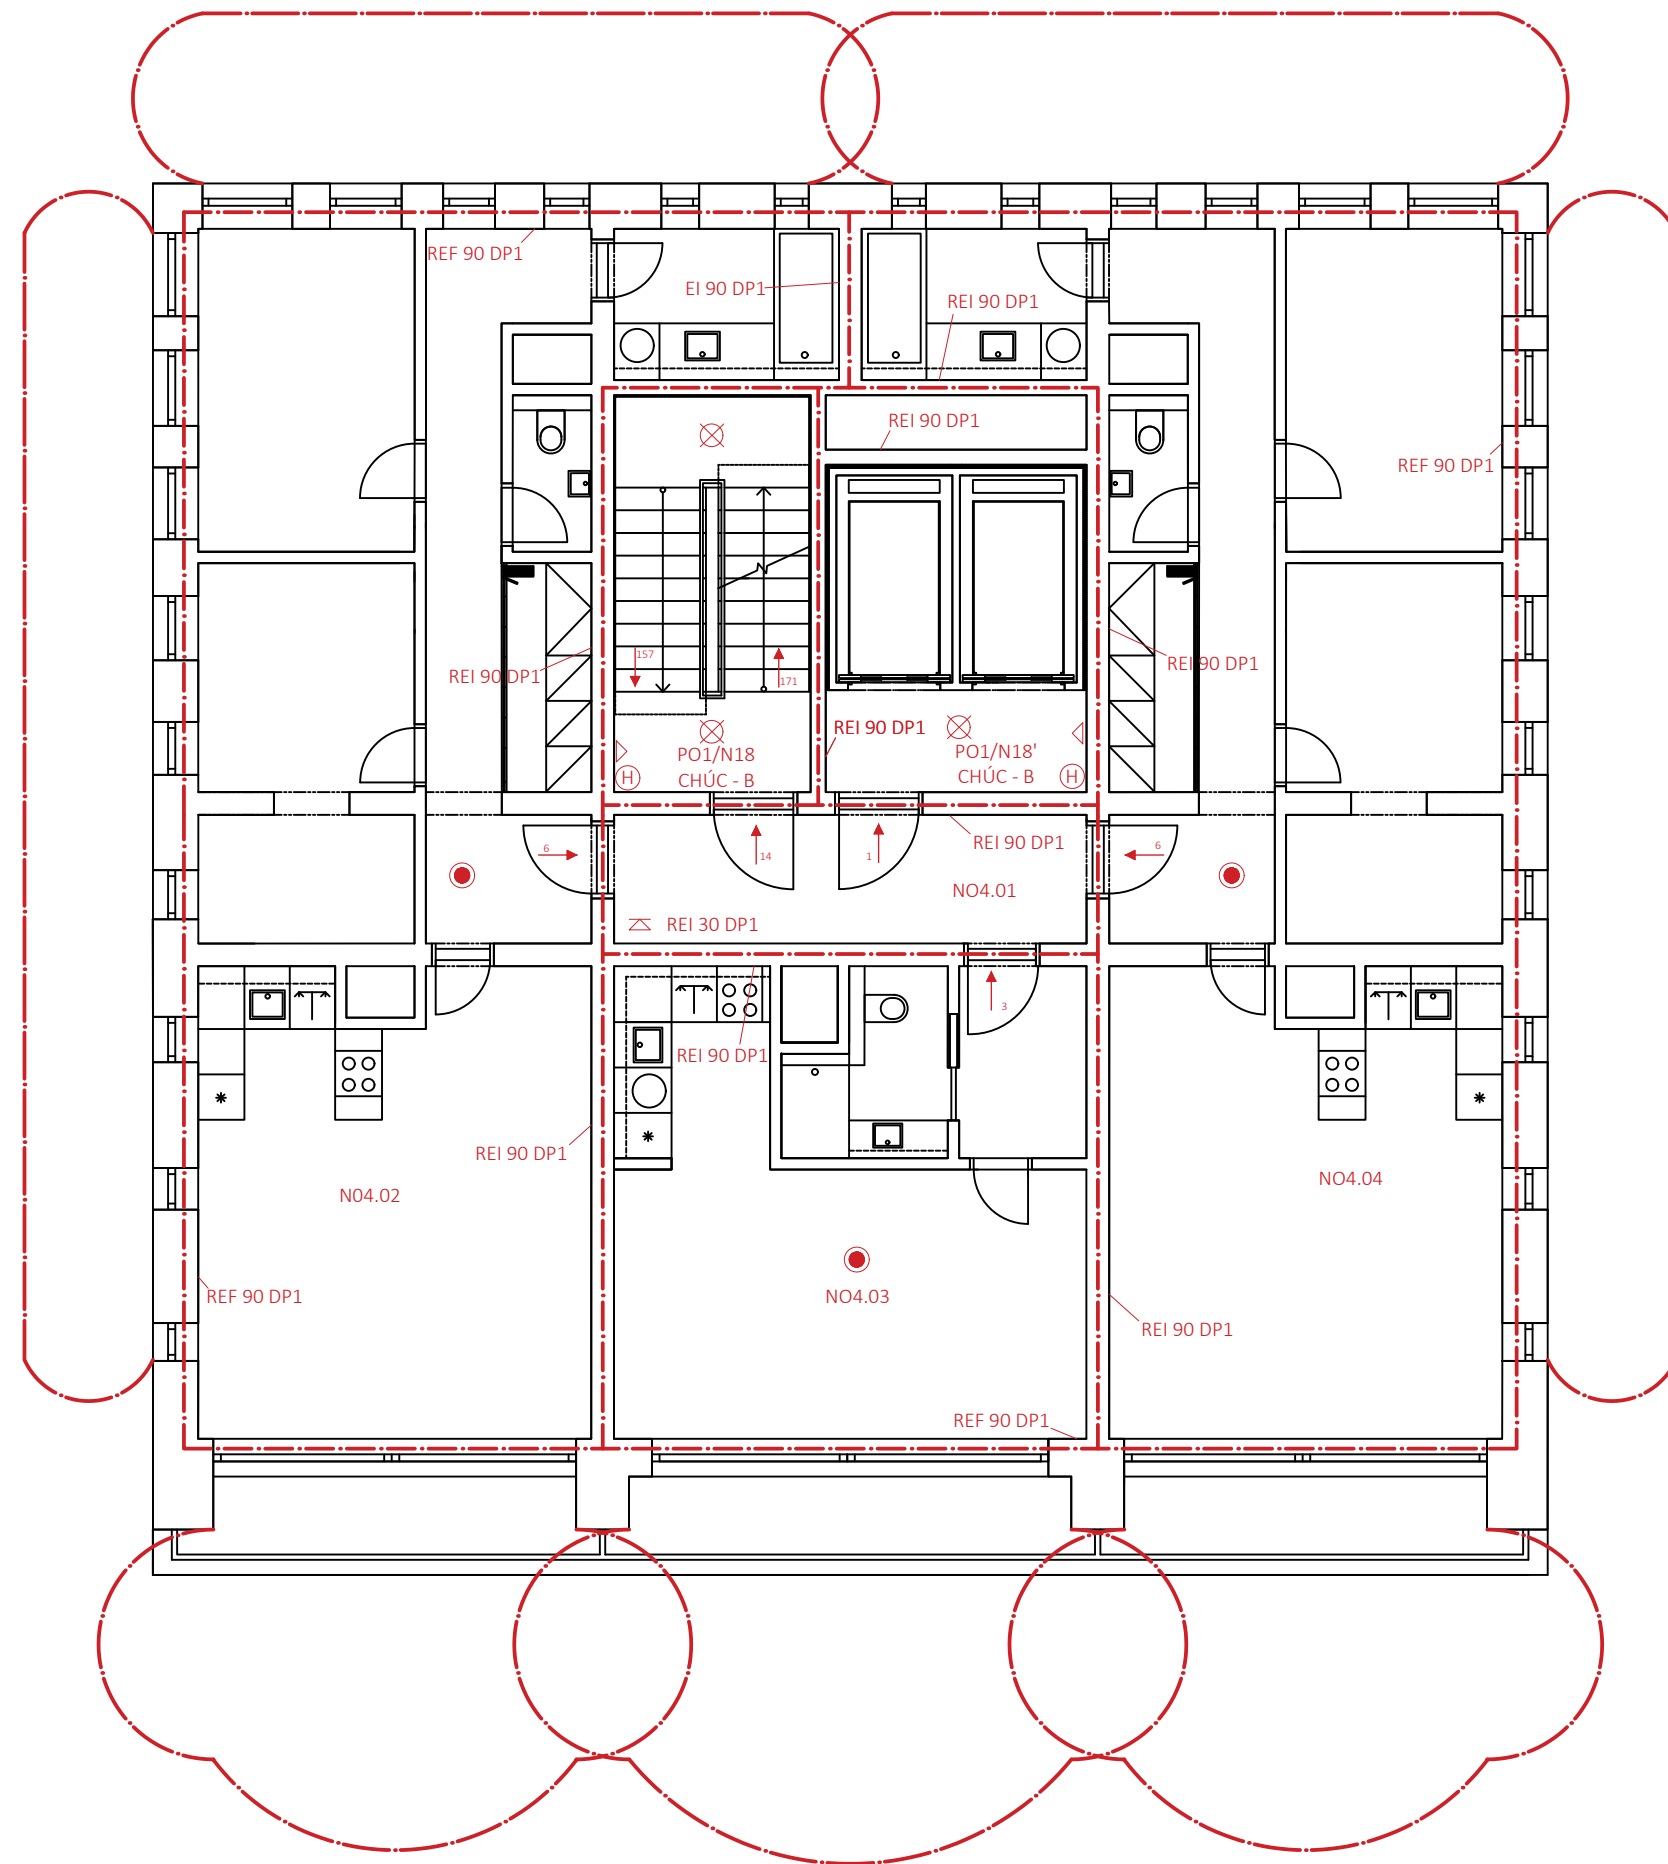 REF 90 DP1
EI 90 DP1
REI 90 DP1
REI 90 DP1
REF 90 DP1
REI 90 DP1
157
171
REI 90 DP1
REI 90 DP1
PO1/N18
CHÚC - B
H
PO1/N18'
CHÚC - B
H
6
14
1
6
REI 90 DP1
NO4.01
REI 30 DP1
3
REI 90 DP1
REI 90 DP1
N04.02
NO4.04
REF 90 DP1
NO4.03
REI 90 DP1
REF 90 DP1